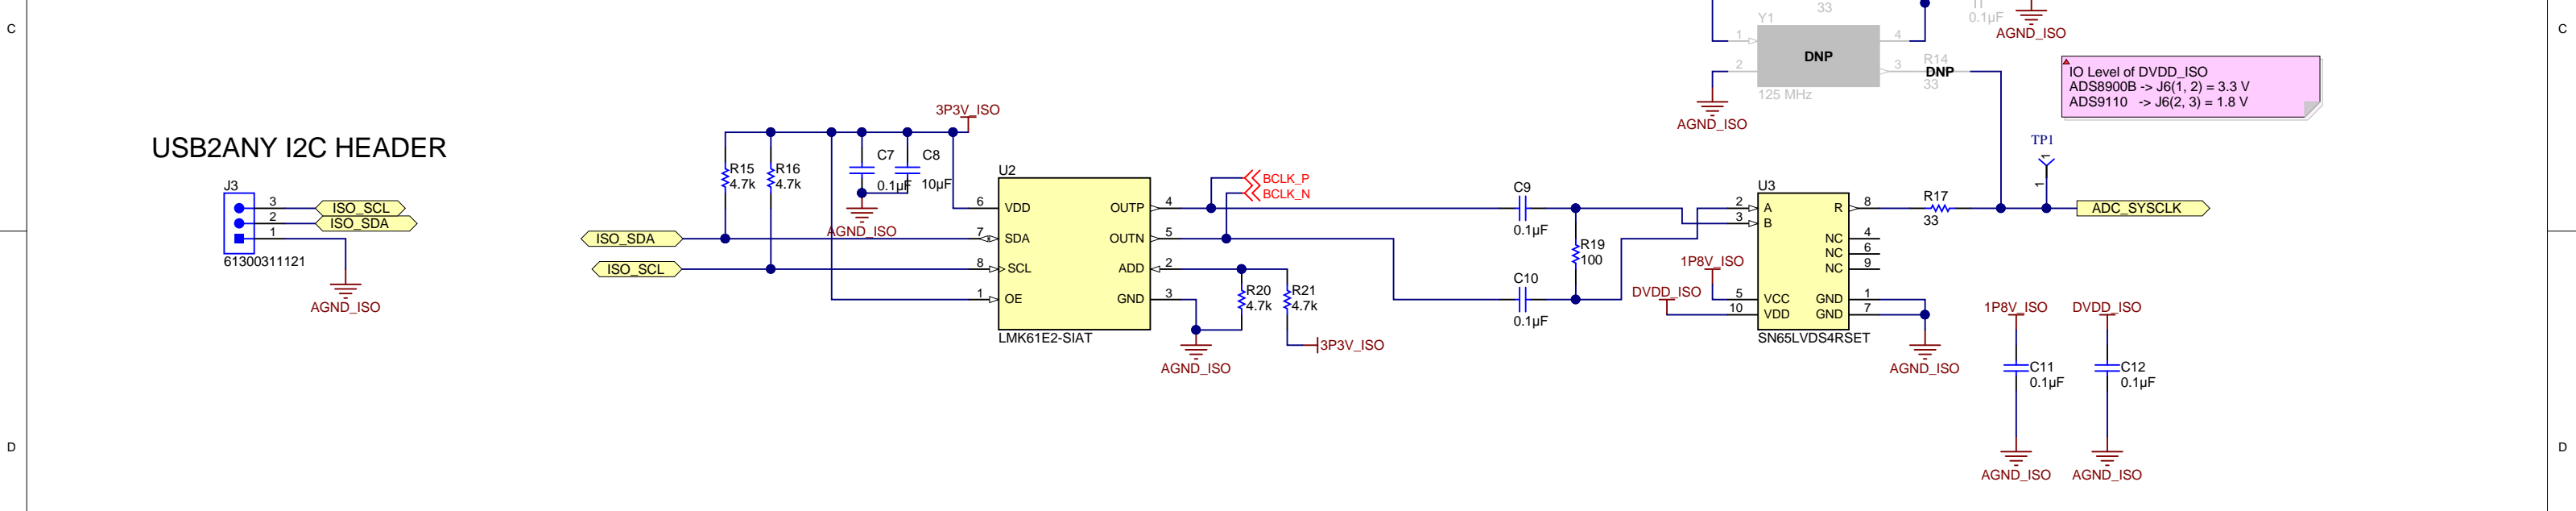 C
C
33
0.1µF
AGND_ISO
Y1
1
2
DNP
4
3
125 MHz
AGND_ISO
R14
DNP
33
IO Level of DVDD_ISO
ADS8900B -> J6(1, 2) = 3.3 V
ADS9110 -> J6(2, 3) = 1.8 V
USB2ANY I2C HEADER
J3
3
2
1
ISO_SCL
ISO_SDA
61300311121
AGND_ISO
3P3V_ISO
R15
4.7k
R16
4.7k
C7
0.1µF
C8
10µF
AGND_ISO
ISO_SDA
ISO_SCL
U2
6
VDD
7
SDA
8
SCL
1
OE
OUTP
4
OUTN
5
ADD
2
GND
3
LMK61E2-SIAT
BCLK_P
BCLK_N
R20
4.7k
R21
4.7k
AGND_ISO
3P3V_ISO
C9
0.1µF
R19
100
C10
0.1µF
U3
2
A
3
B
5
VCC
10
VDD
R
8
NC
4
NC
6
NC
9
GND
1
GND
7
SN65LVDS4RSET
1P8V_ISO
DVDD_ISO
R17
33
TP1
1
1
ADC_SYSCLK
AGND_ISO
1P8V_ISO
C11
0.1µF
AGND_ISO
DVDD_ISO
C12
0.1µF
AGND_ISO
D
D